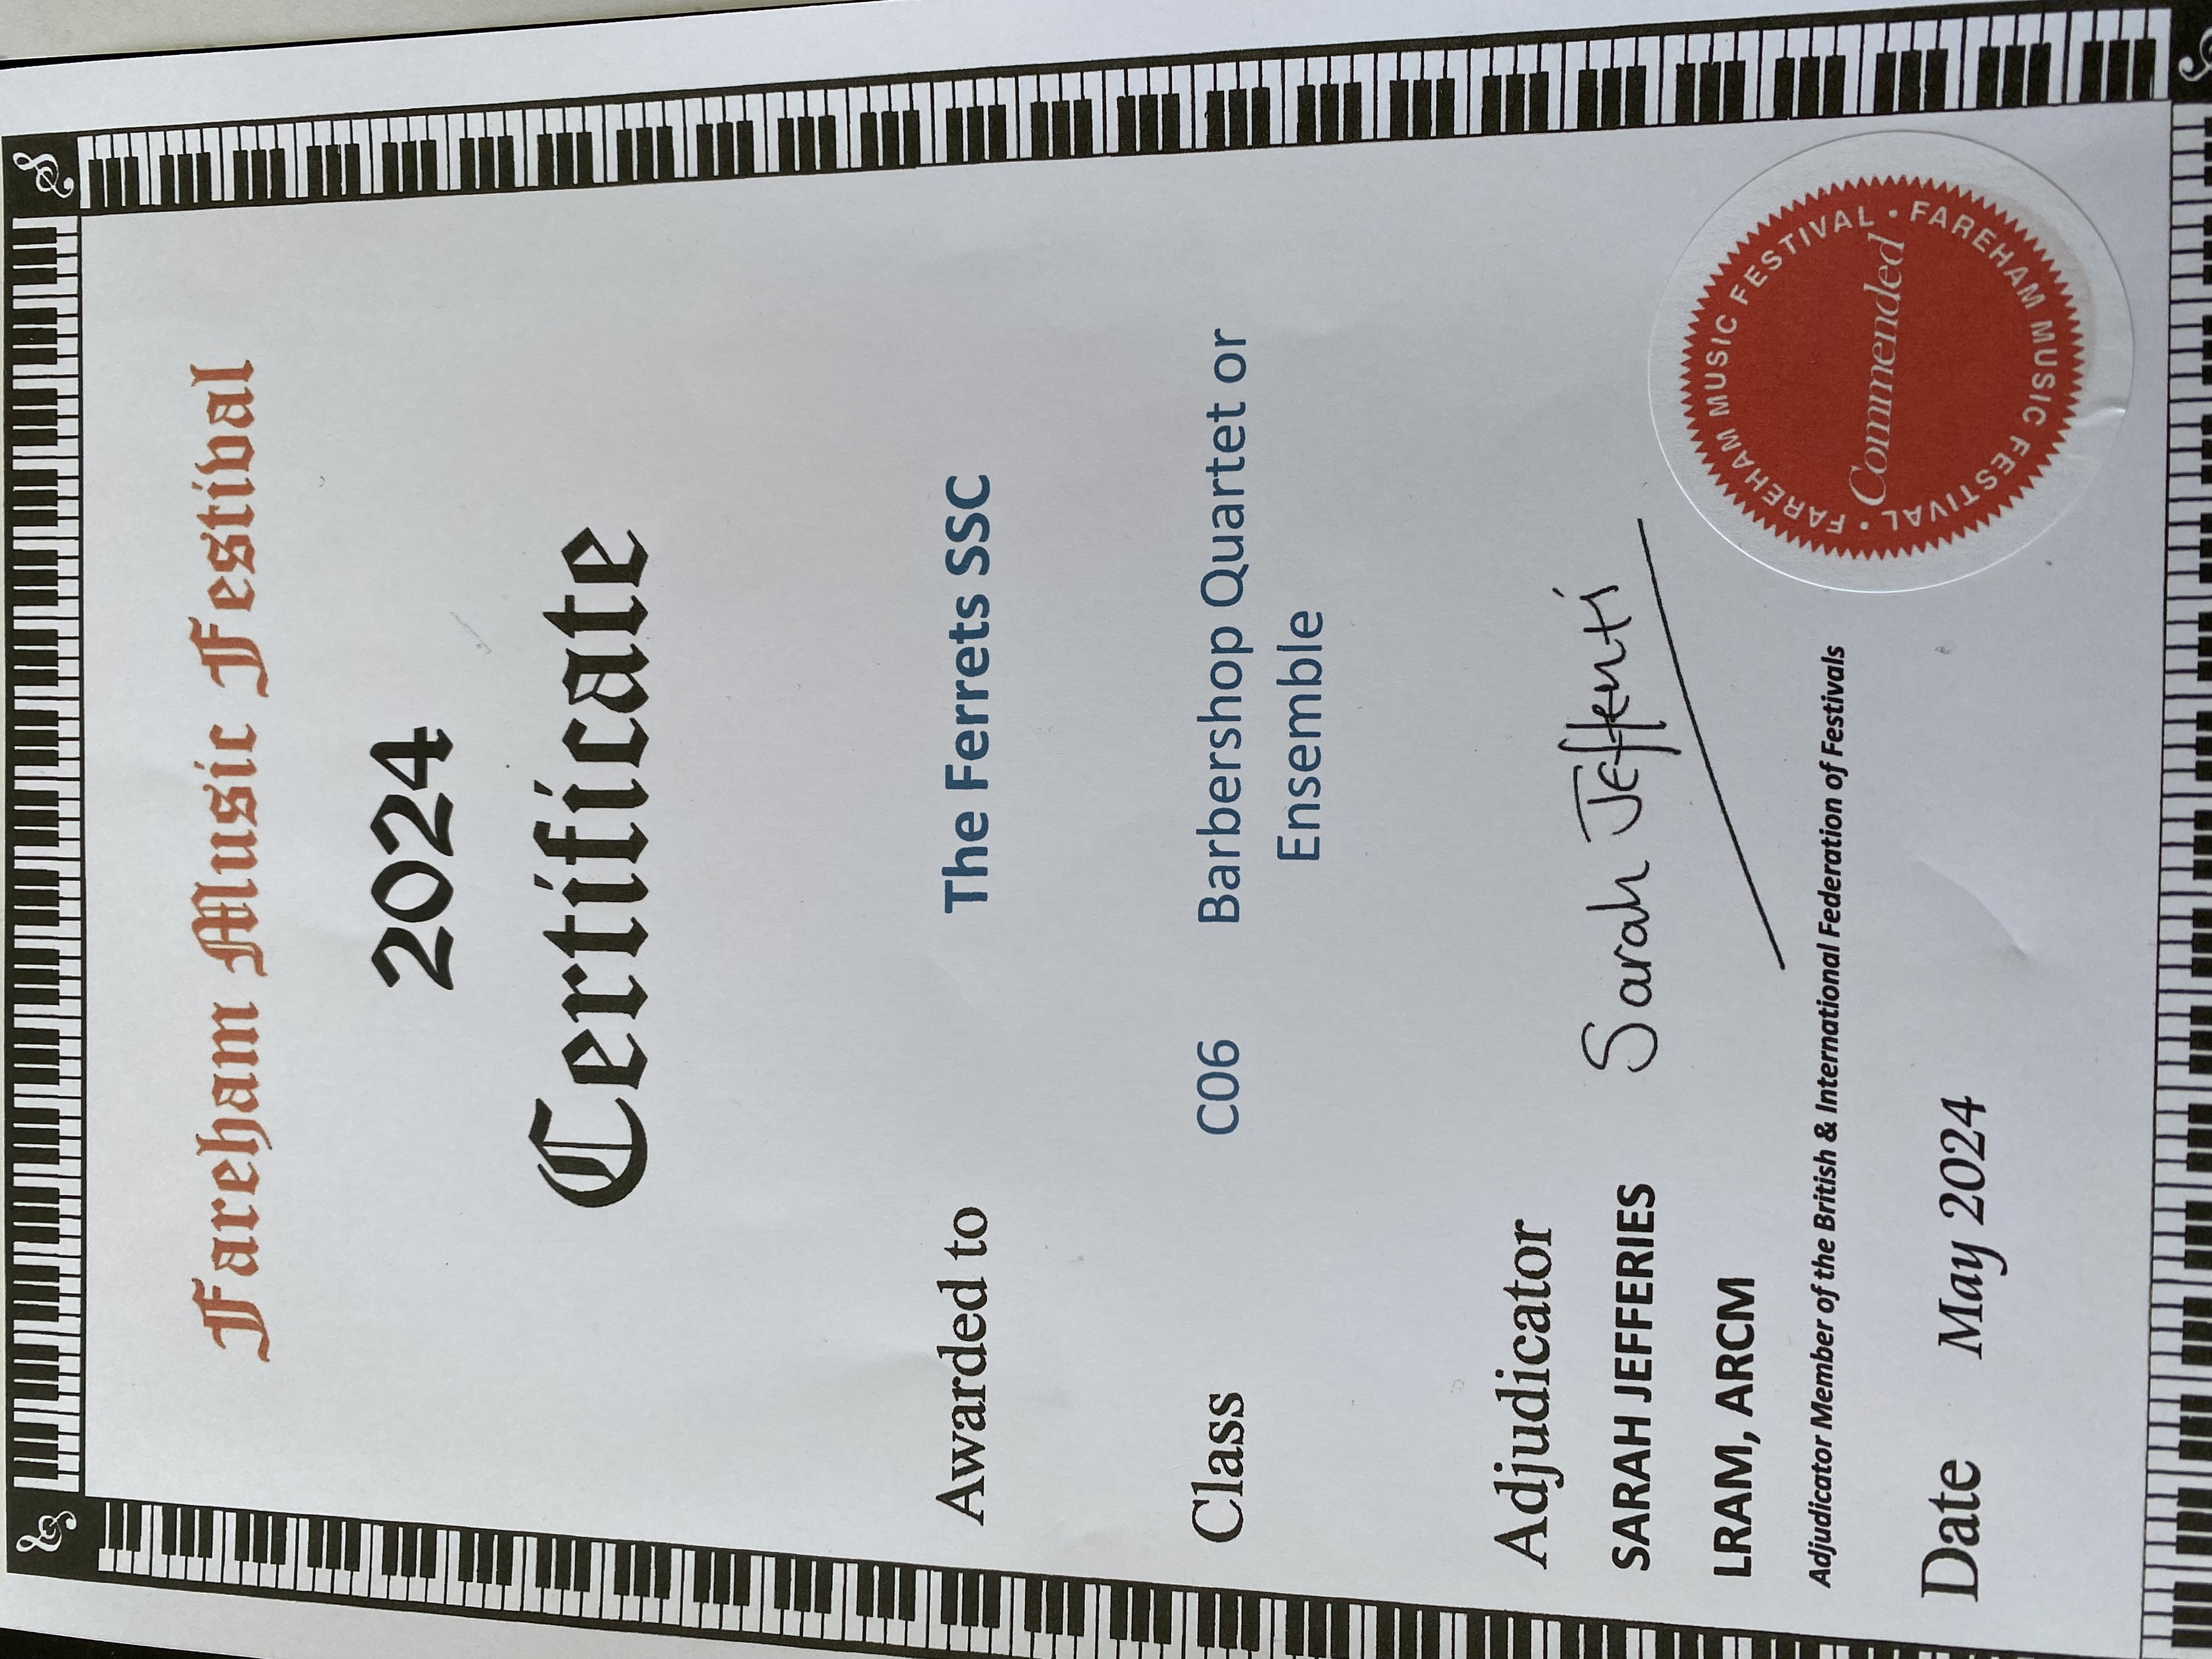 Fareham Music Festival
2024
Certificate
Awarded to The Ferrets SSC
Class C06 Barbershop Quartet or
Ensemble
Adjudicator
SARAH JEFFERIES Sarah Jefferies
LRAM, ARCM
Adjudicator Member of the British & International Federation of Festivals
Date May 2024
FAREHAM MUSIC FESTIVAL • FAREHAM MUSIC FESTIVAL •
Commended